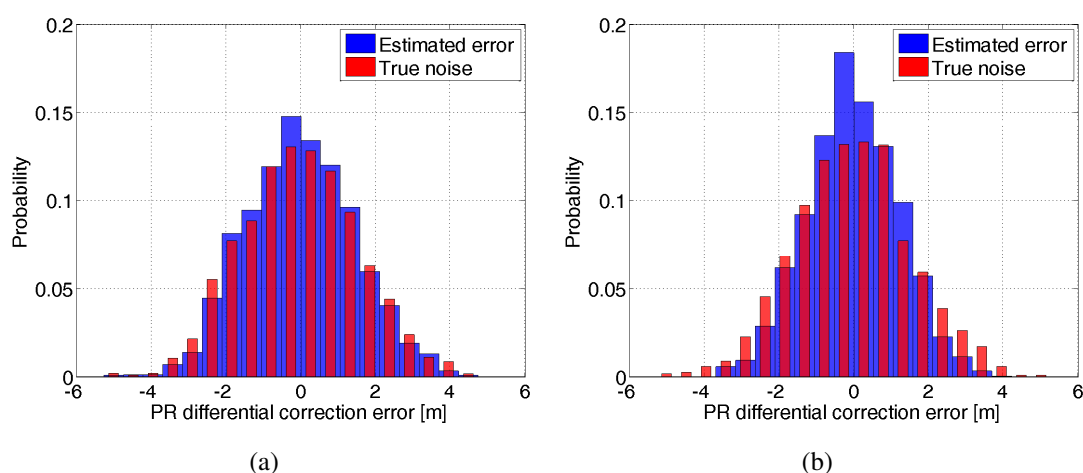 0.2
0.15
0.1
0.05
0
Probability
Estimated error
True noise
-6 -4 -2 0 2 4 6
PR differential correction error [m]
(a)
0.2
0.15
0.1
0.05
0
Probability
Estimated error
True noise
-6 -4 -2 0 2 4 6
PR differential correction error [m]
(b)